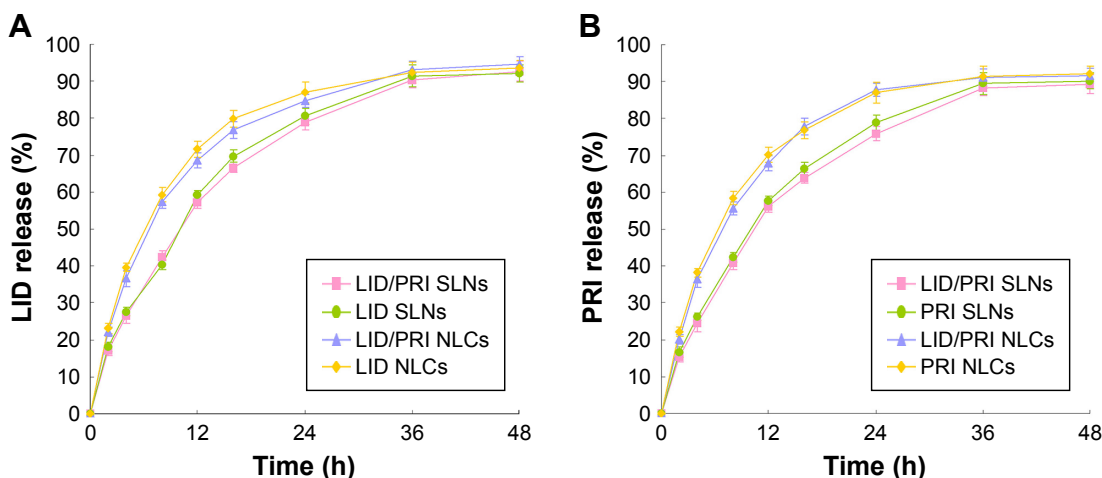 A
LID release (%)
100
90
80
70
60
50
40
30
20
10
0
0 12 24 36 48
Time (h)
LID/PRI SLNs
LID SLNs
LID/PRI NLCs
LID NLCs
B
PRI release (%)
100
90
80
70
60
50
40
30
20
10
0
0 12 24 36 48
Time (h)
LID/PRI SLNs
PRI SLNs
LID/PRI NLCs
PRI NLCs